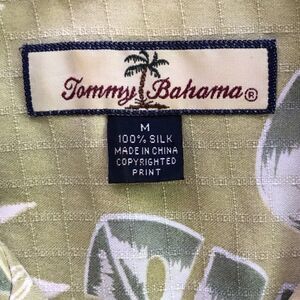 Tommy Bahama®
M
100% SILK
MADE IN CHINA
COPYRIGHTED
PRINT